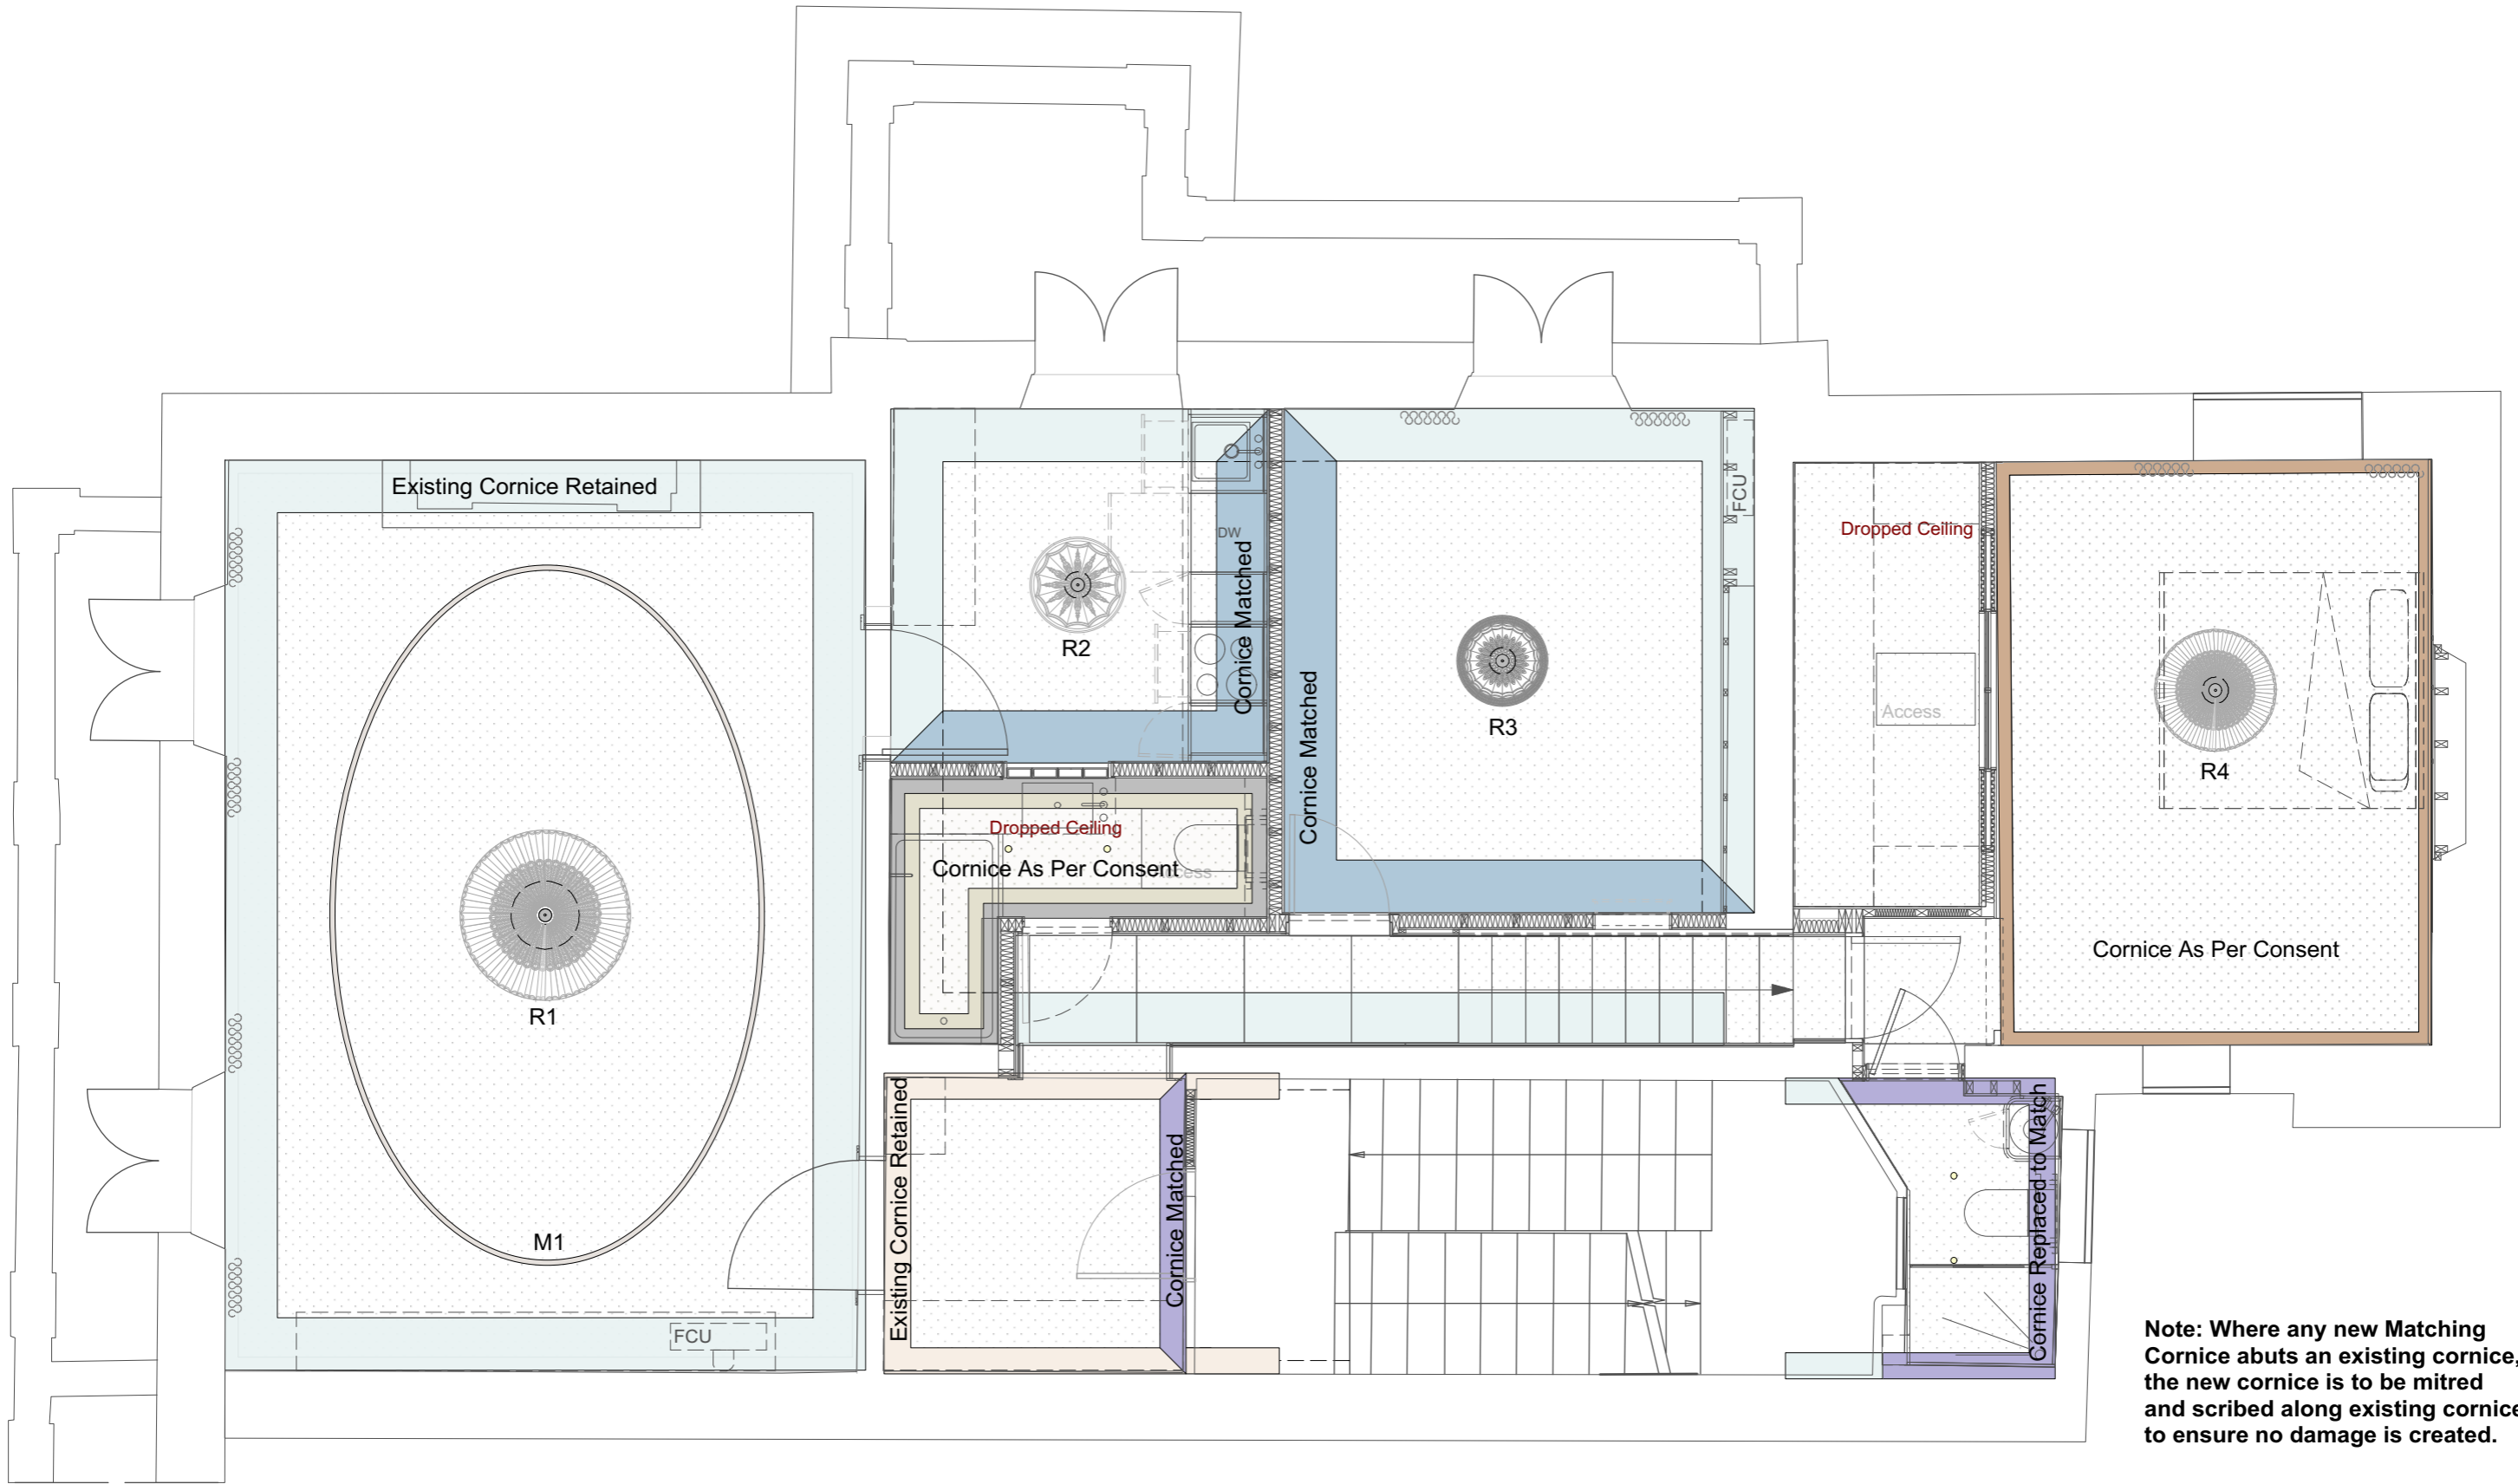 Existing Cornice Retained
R1
M1
FCU
R2
DW
Cornice Matched
Dropped Ceiling
Cornice As Per Consent
Access
Cornice Matched
R3
FCU
Dropped Ceiling
Access
R4
Cornice As Per Consent
Existing Cornice Retained
Cornice Matched
Cornice Replaced to Match
Note: Where any new Matching
Cornice abuts an existing cornice,
the new cornice is to be mitred
and scribed along existing cornice
to ensure no damage is created.